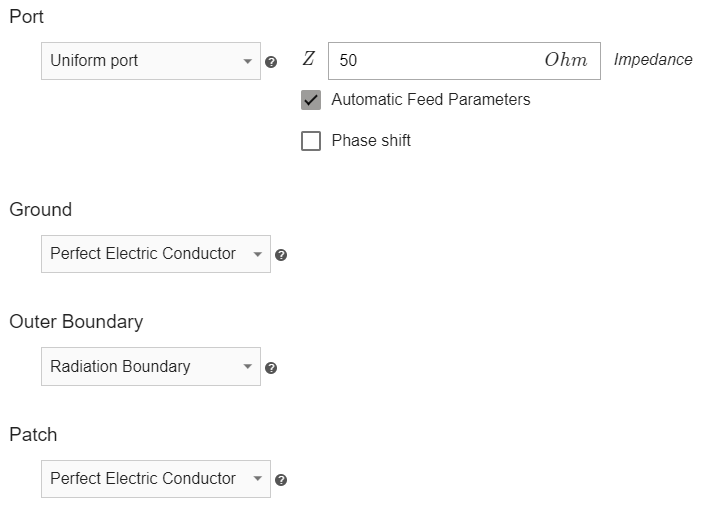 Port
Uniform port
Z 50 Ohm Impedance
Automatic Feed Parameters
Phase shift
Ground
Perfect Electric Conductor
Outer Boundary
Radiation Boundary
Patch
Perfect Electric Conductor